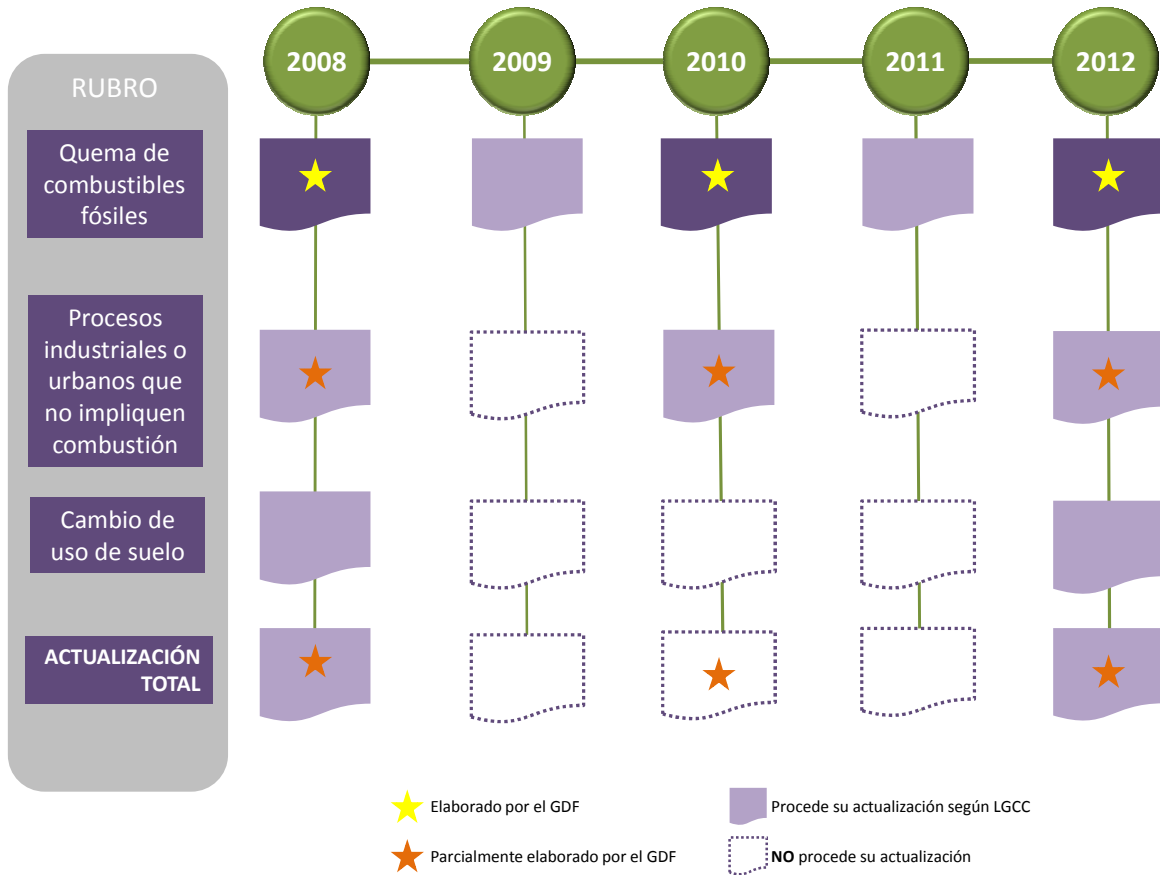 2008
2009
2010
2011
2012
RUBRO
Quema de
combustibles
fósiles
Procesos
industriales o
urbanos que
no impliquen
combustión
Cambio de
uso de suelo
ACTUALIZACIÓN
TOTAL
Elaborado por el GDF
Procede su actualización según LGCC
Parcialmente elaborado por el GDF
NO procede su actualización